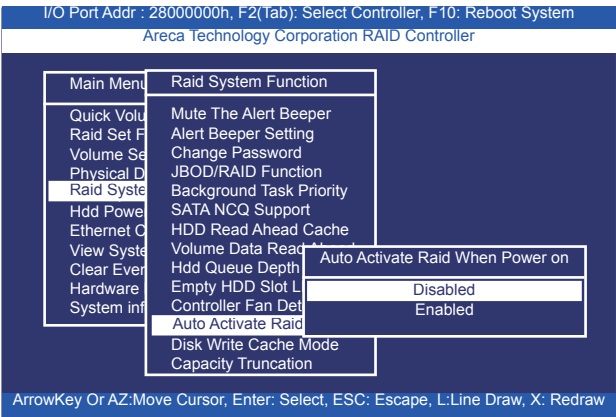 I/O Port Addr : 28000000h, F2(Tab): Select Controller, F10: Reboot System
Areca Technology Corporation RAID Controller
Main Menu
Quick Volu
Raid Set F
Volume Se
Physical D
Raid Syste
Hdd Powe
Ethernet C
View Syste
Clear Even
Hardware
System inf
Raid System Function
Mute The Alert Beeper
Alert Beeper Setting
Change Password
JBOD/RAID Function
Background Task Priority
SATA NCQ Support
HDD Read Ahead Cache
Volume Data Read Ahead
Hdd Queue Depth
Empty HDD Slot L
Controller Fan Det
Auto Activate Raid
Disk Write Cache Mode
Capacity Truncation
Auto Activate Raid When Power on
Disabled
Enabled
ArrowKey Or AZ:Move Cursor, Enter: Select, ESC: Escape, L:Line Draw, X: Redraw